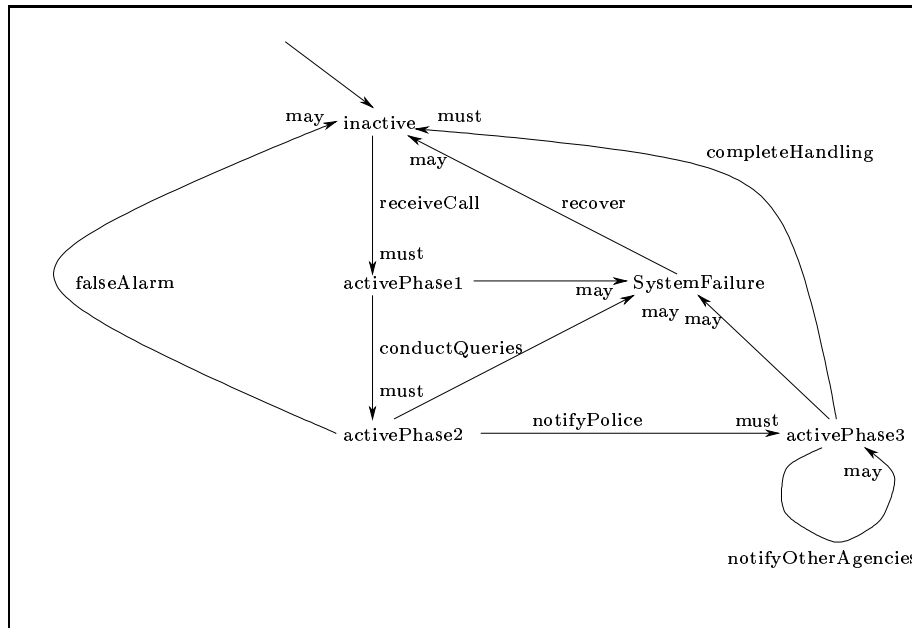 may
inactive
must
may
completeHandling
receiveCall
recover
must
falseAlarm
activePhase1
may
SystemFailure
may
may
conductQueries
must
activePhase2
notifyPolice
must
activePhase3
may
notifyOtherAgencies